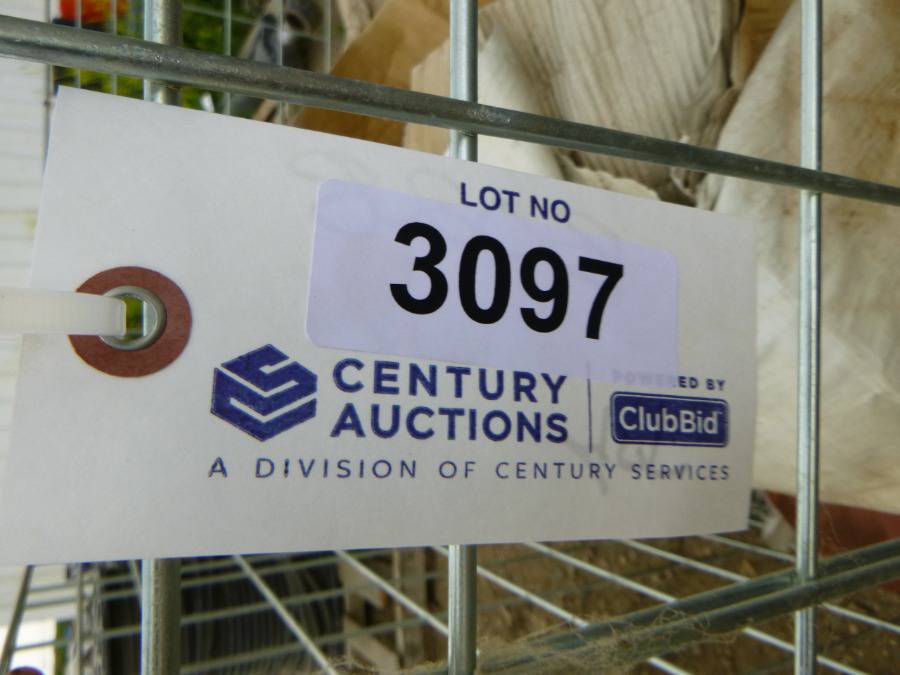 LOT NO
3097
CENTURY
AUCTIONS
POWERED BY
ClubBid
A DIVISION OF CENTURY SERVICES